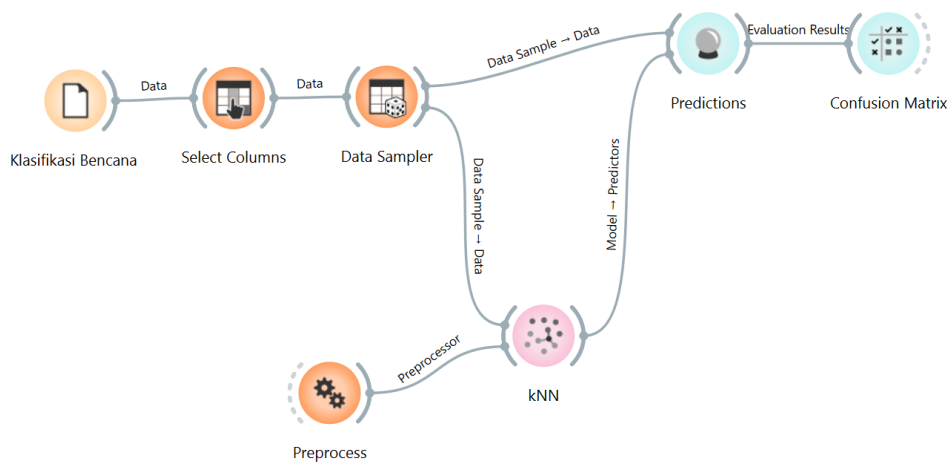 Klasifikasi Bencana
Data
Select Columns
Data
Data Sampler
Data Sample → Data
Data Sample → Data
Preprocess
Preprocessor
kNN
Model → Predictors
Predictions
Evaluation Results
Confusion Matrix